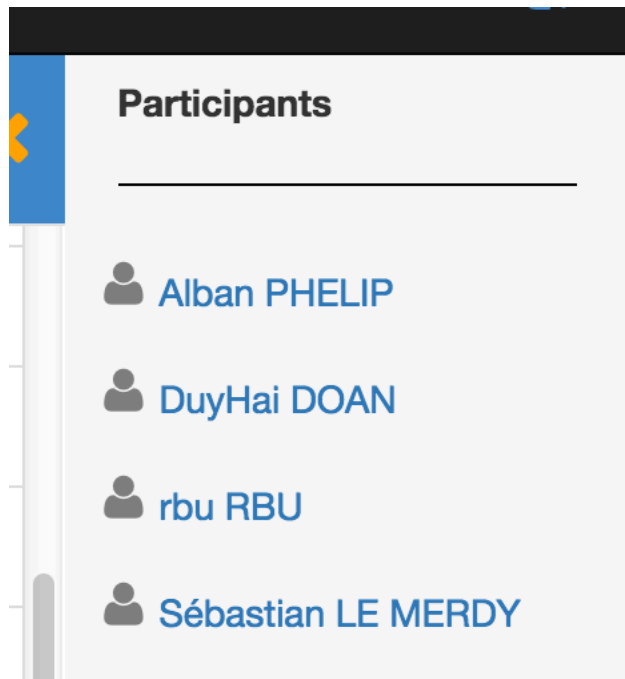 Participants
Alban PHELIP
DuyHai DOAN
rbu RBU
Sébastian LE MERDY